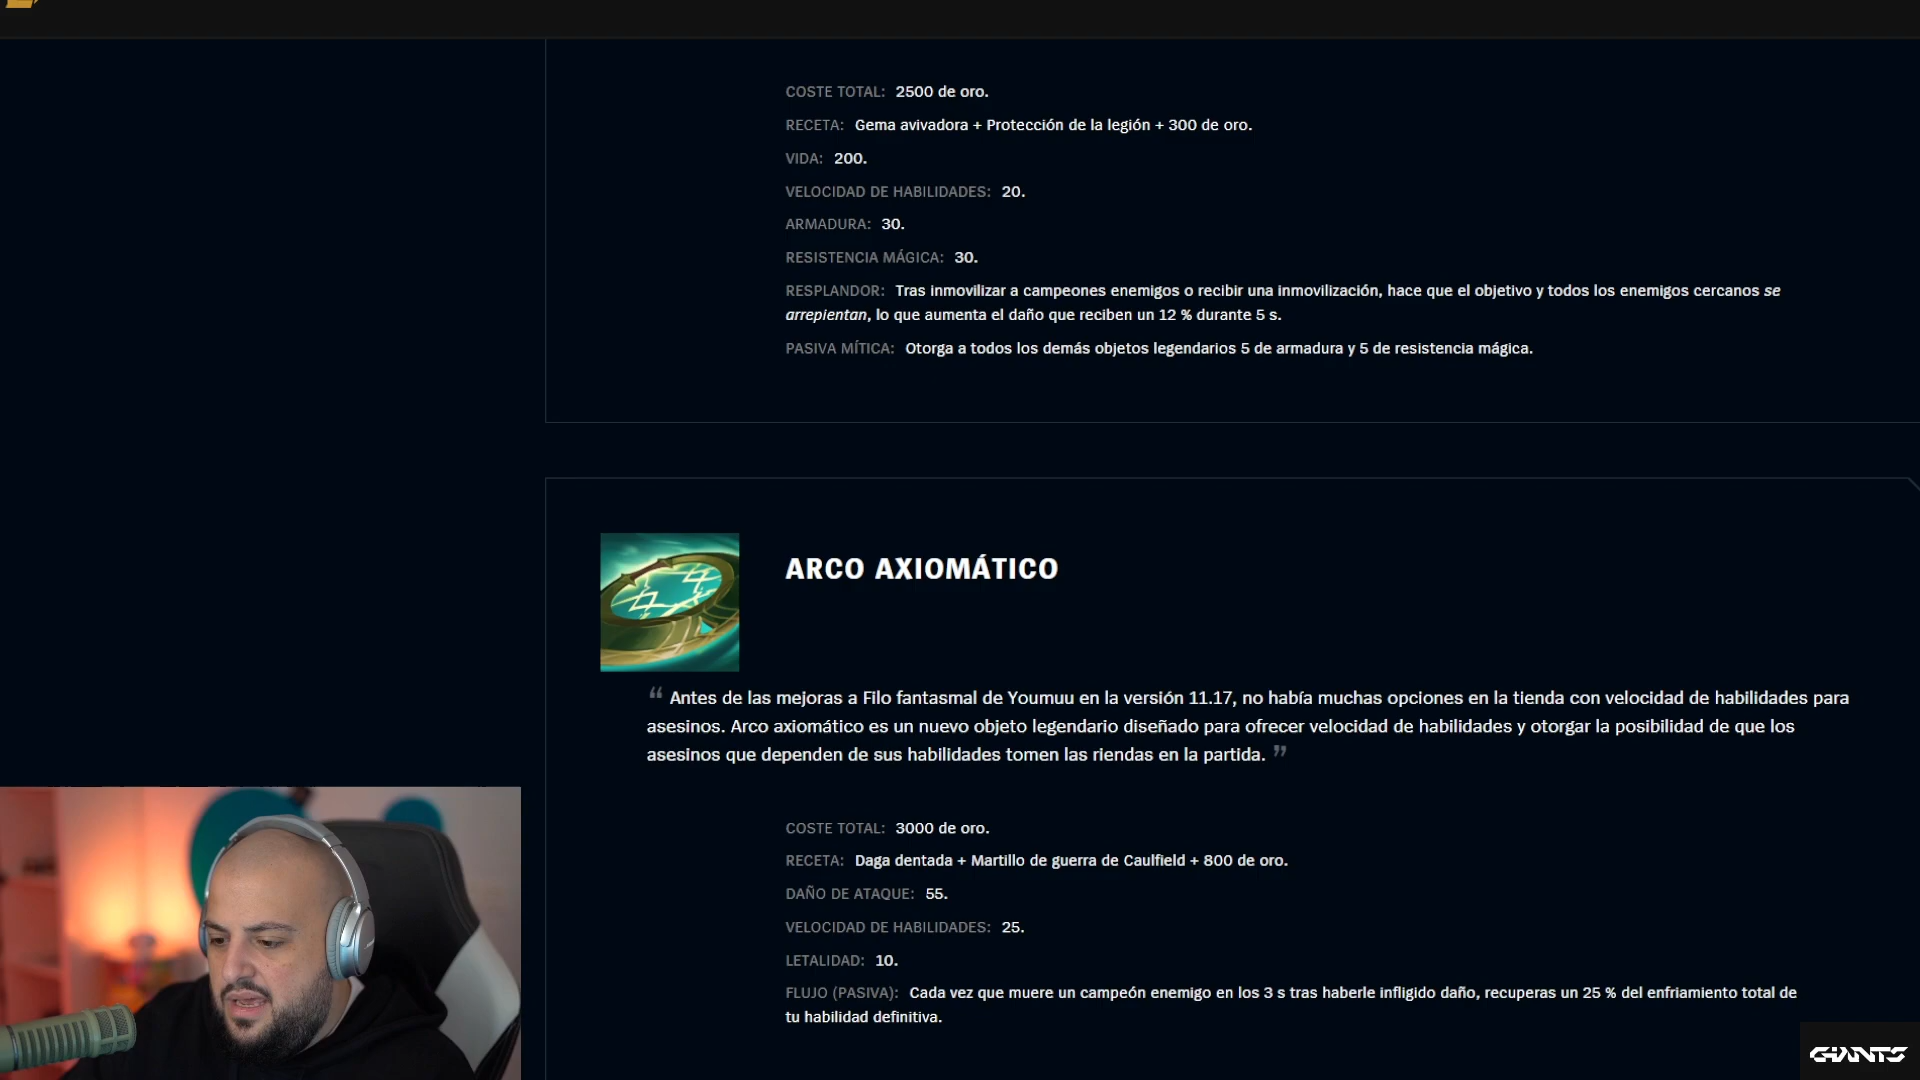 COSTE TOTAL: 2500 de oro.
RECETA: Gema avivadora + Protección de la legión + 300 de oro.
VIDA: 200.
VELOCIDAD DE HABILIDADES: 20.
ARMADURA: 30.
RESISTENCIA MÁGICA: 30.
RESPLANDOR: Tras inmovilizar a campeones enemigos o recibir una inmovilización, hace que el objetivo y todos los enemigos cercanos se
arrepientan, lo que aumenta el daño que reciben un 12 % durante 5 s.
PASIVA MÍTICA: Otorga a todos los demás objetos legendarios 5 de armadura y 5 de resistencia mágica.
ARCO AXIOMÁTICO
“ Antes de las mejoras a Filo fantasmal de Youmuu en la versión 11.17, no había muchas opciones en la tienda con velocidad de habilidades para
asesinos. Arco axiomático es un nuevo objeto legendario diseñado para ofrecer velocidad de habilidades y otorgar la posibilidad de que los
asesinos que dependen de sus habilidades tomen las riendas en la partida. ”
COSTE TOTAL: 3000 de oro.
RECETA: Daga dentada + Martillo de guerra de Caulfield + 800 de oro.
DAÑO DE ATAQUE: 55.
VELOCIDAD DE HABILIDADES: 25.
LETALIDAD: 10.
FLUJO (PASIVA): Cada vez que muere un campeón enemigo en los 3 s tras haberle infligido daño, recuperas un 25 % del enfriamiento total de
tu habilidad definitiva.
GIANTS